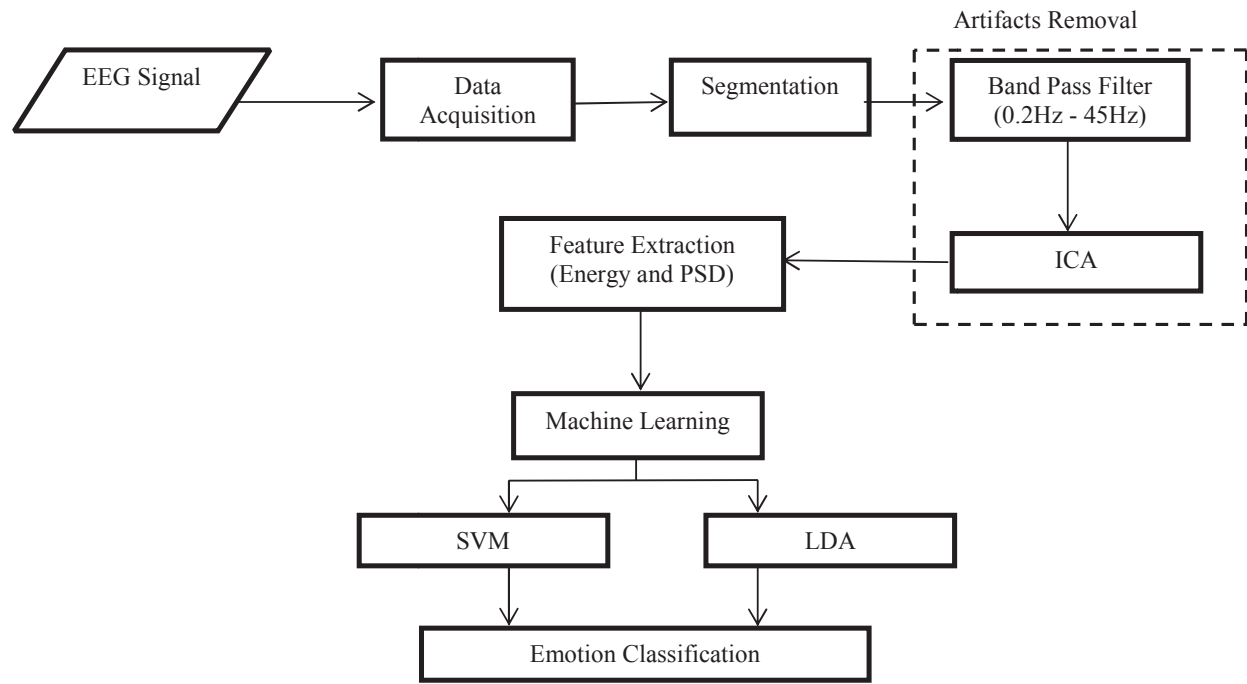 Artifacts Removal
EEG Signal
Data
Acquisition
Segmentation
Band Pass Filter
(0.2Hz - 45Hz)
ICA
Feature Extraction
(Energy and PSD)
Machine Learning
SVM
LDA
Emotion Classification